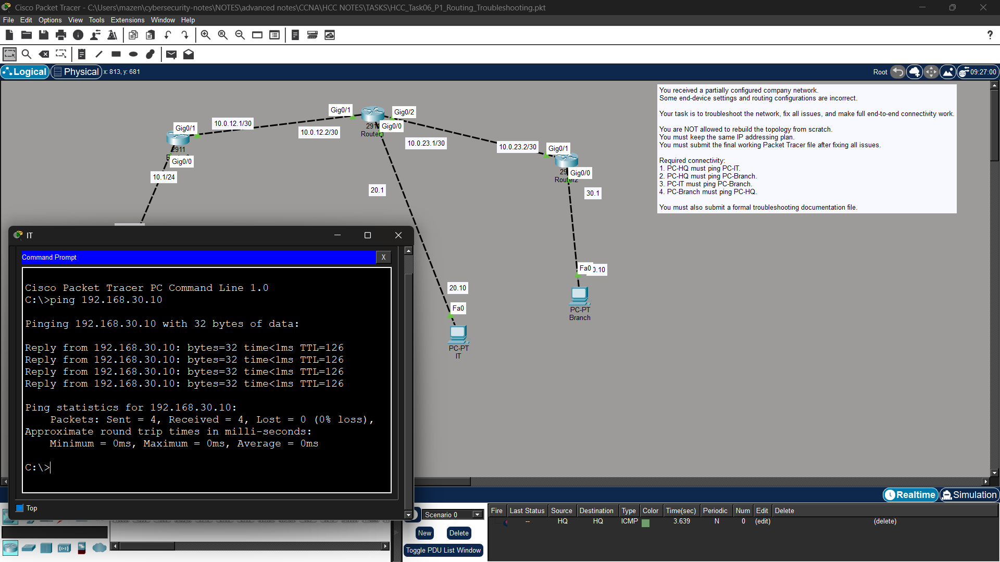 Cisco Packet Tracer - C:\Users\mazen\cybersecurity-notes\NOTES\advanced notes\CCNA\HCC NOTES\TASKS\HCC_Task06_P1_Routing_Troubleshooting.pkt
File Edit Options View Tools Extensions Window Help
?
Logical Physical x: 813, y: 681 Root 09:27:00
You received a partially configured company network.
Some end-device settings and routing configurations are incorrect.
Your task is to troubleshoot the network, fix all issues, and make full end-to-end connectivity work.
You are NOT allowed to rebuild the topology from scratch.
You must keep the same IP addressing plan.
You must submit the final working Packet Tracer file after fixing all issues.
Required connectivity:
1. PC-HQ must ping PC-IT.
2. PC-HQ must ping PC-Branch.
3. PC-IT must ping PC-Branch.
4. PC-Branch must ping PC-HQ.
You must also submit a formal troubleshooting documentation file.
Gig0/1
Gig0/2
Gig0/0
Router1
10.0.12.1/30
10.0.12.2/30
Gig0/1
2911
Gig0/0
10.1/24
10.0.23.1/30
10.0.23.2/30
Gig0/1
Gig0/0
Router2
20.1
30.1
Fa0
PC-PT
Branch
20.10
Fa0
PC-PT
IT
IT
Command Prompt X
Cisco Packet Tracer PC Command Line 1.0
C:\>ping 192.168.30.10
Pinging 192.168.30.10 with 32 bytes of data:
Reply from 192.168.30.10: bytes=32 time<1ms TTL=126
Reply from 192.168.30.10: bytes=32 time<1ms TTL=126
Reply from 192.168.30.10: bytes=32 time<1ms TTL=126
Reply from 192.168.30.10: bytes=32 time<1ms TTL=126
Ping statistics for 192.168.30.10:
Packets: Sent = 4, Received = 4, Lost = 0 (0% loss),
Approximate round trip times in milli-seconds:
Minimum = 0ms, Maximum = 0ms, Average = 0ms
C:\>
Top
Realtime Simulation
Scenario 0
New Delete
Toggle PDU List Window
Fire Last Status Source Destination Type Color Time(sec) Periodic Num Edit Delete
-- HQ HQ ICMP 3.639 N 0 (edit) (delete)